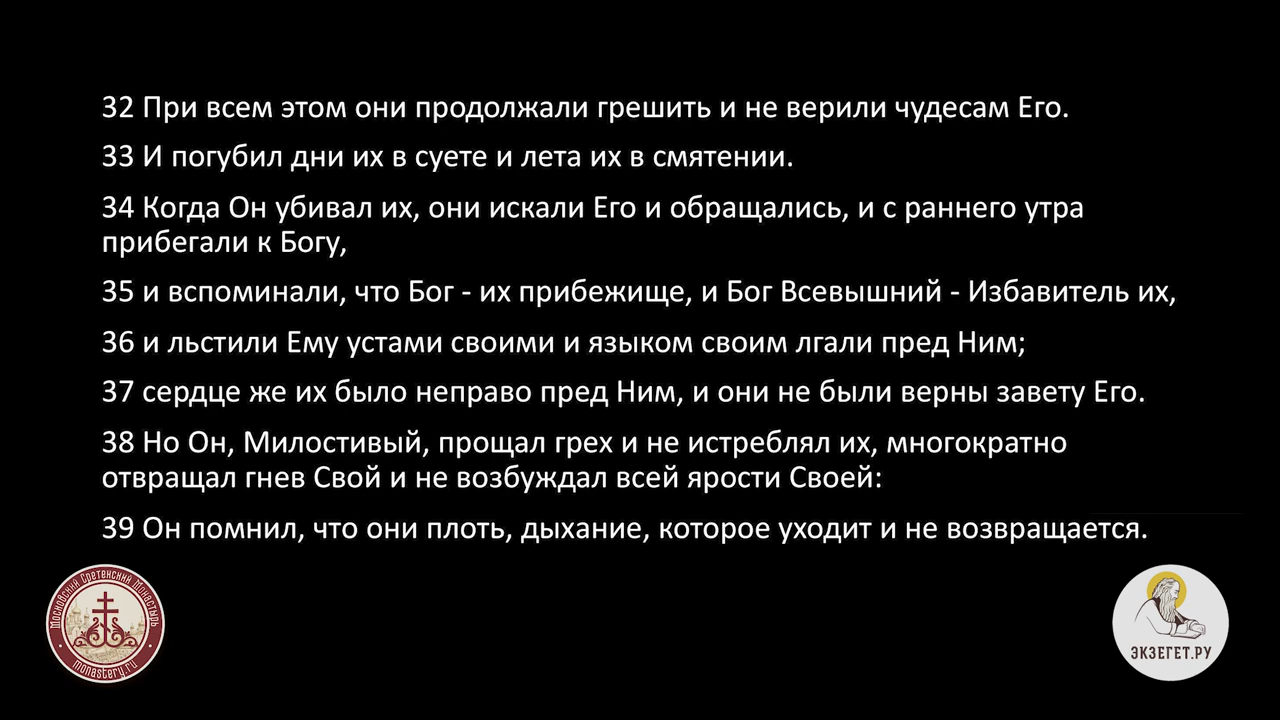 32 При всем этом они продолжали грешить и не верили чудесам Его.
33 И погубил дни их в суете и лета их в смятении.
34 Когда Он убивал их, они искали Его и обращались, и с раннего утра
прибегали к Богу,
35 и вспоминали, что Бог - их прибежище, и Бог Всевышний - Избавитель их,
36 и льстили Ему устами своими и языком своим лгали пред Ним;
37 сердце же их было неправо пред Ним, и они не были верны завету Его.
38 Но Он, Милостивый, прощал грех и не истреблял их, многократно
отвращал гнев Свой и не возбуждал всей ярости Своей:
39 Он помнил, что они плоть, дыхание, которое уходит и не возвращается.
Московский Сретенский Монастырь
monastery.ru
ЭКЗЕГЕТ.РУ